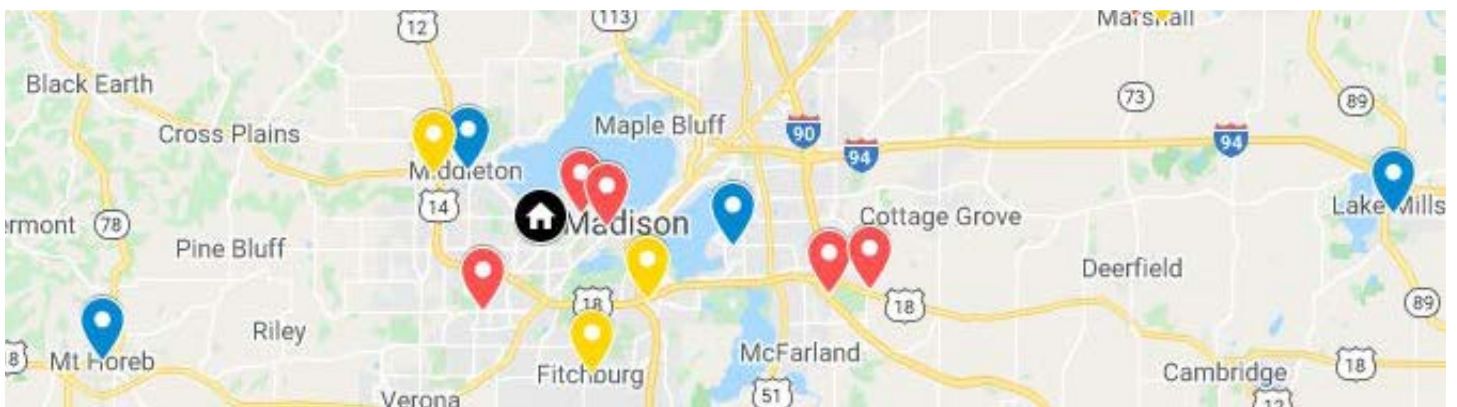 12
113
Marshall
Black Earth
73
89
Cross Plains
Maple Bluff
90
94
94
Middleton
14
Madison
Cottage Grove
Lake Mills
ermont
78
Pine Bluff
Deerfield
18
18
89
Riley
8
Mt Horeb
McFarland
18
Fitchburg
Cambridge
Verona
51
12